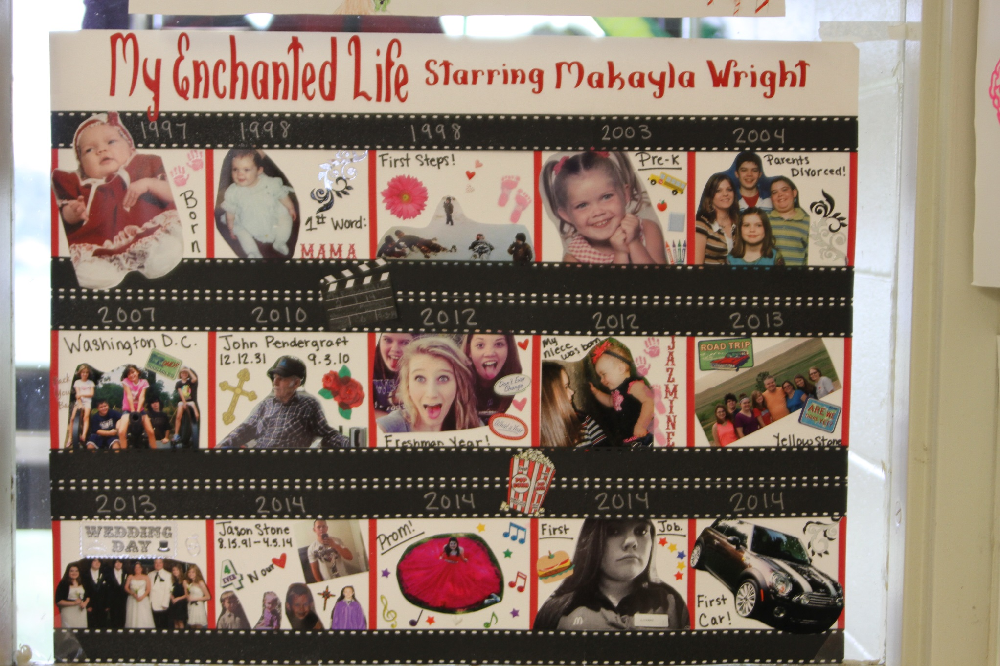 My Enchanted Life Starring Makayla Wright
1997
1998
1998
2003
2004
Born
1st Word:
MAMA
First Steps!
Pre-K
Parents
Divorced!
2007
2010
2012
2012
2013
Washington D.C.
John Pendergraft
12.12.31 9.3.10
Don't Ever
Change
What a Year
Freshman Year!
My
niece
was born
JAZMINE
ROAD TRIP
ARE WE
THERE YET?
Yellowstone
2013
2014
2014
2014
2014
WEDDING
DAY
Jason Stone
8.15.91-4.5.14
4
EVER
N our
Prom!
First Job.
First
Car!